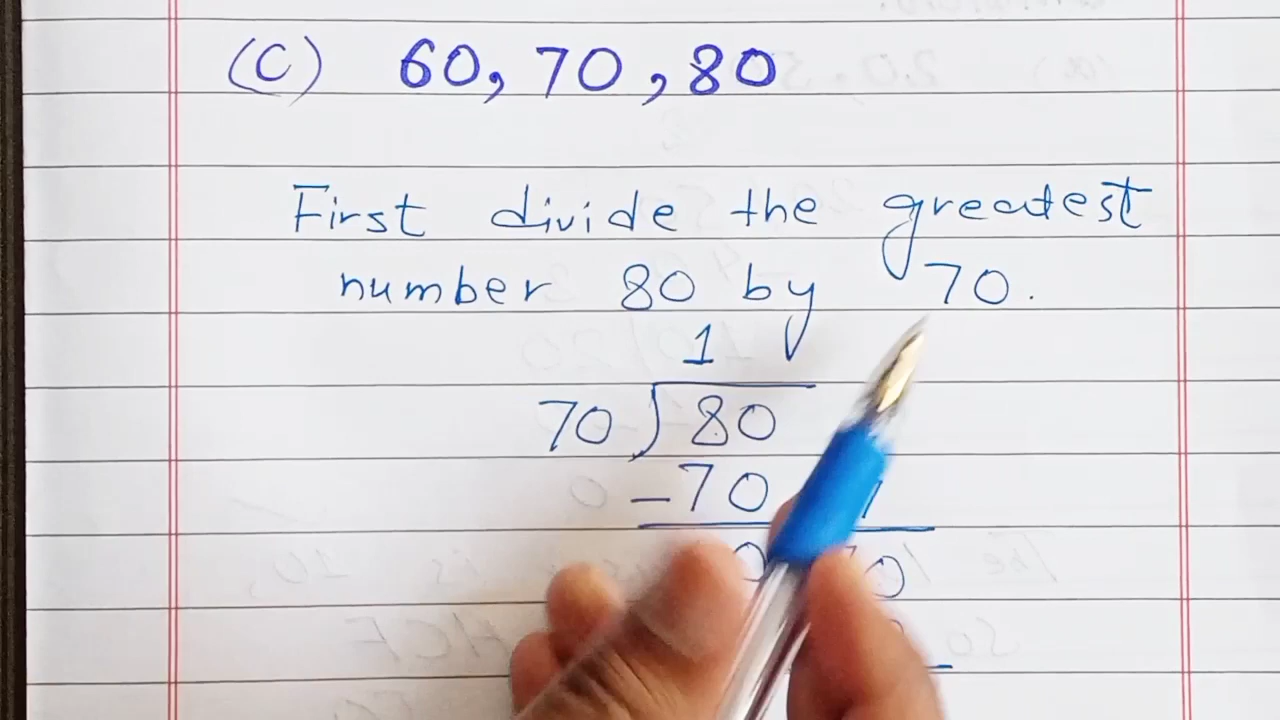 (C) 60, 70, 80
First divide the greatest
number 80 by 70.
1
70 ) 80
- 70